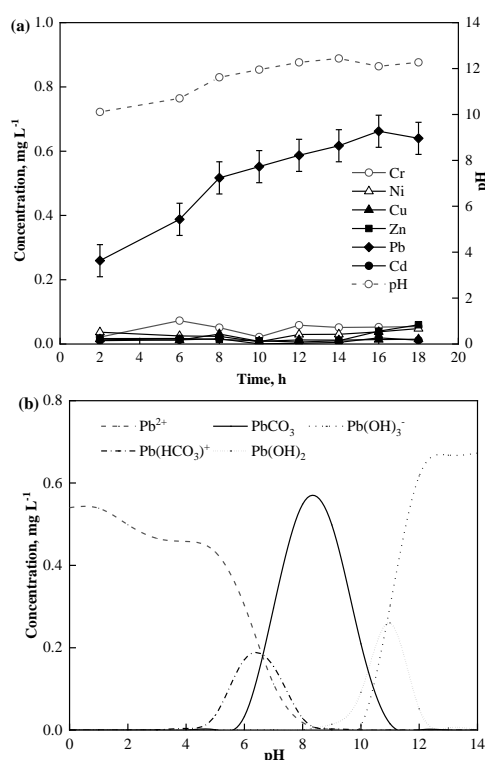 (a)
1.0
0.8
0.6
0.4
0.2
0.0
Concentration, mg L⁻¹
14
12
10
8
6
4
2
0
pH
Cr
Ni
Cu
Zn
Pb
Cd
pH
0 2 4 6 8 10 12 14 16 18 20
Time, h
(b)
0.8
0.6
0.4
0.2
0.0
Concentration, mg L⁻¹
Pb²⁺ PbCO₃ Pb(OH)₃⁻
Pb(HCO₃)⁺ Pb(OH)₂
0 2 4 6 8 10 12 14
pH